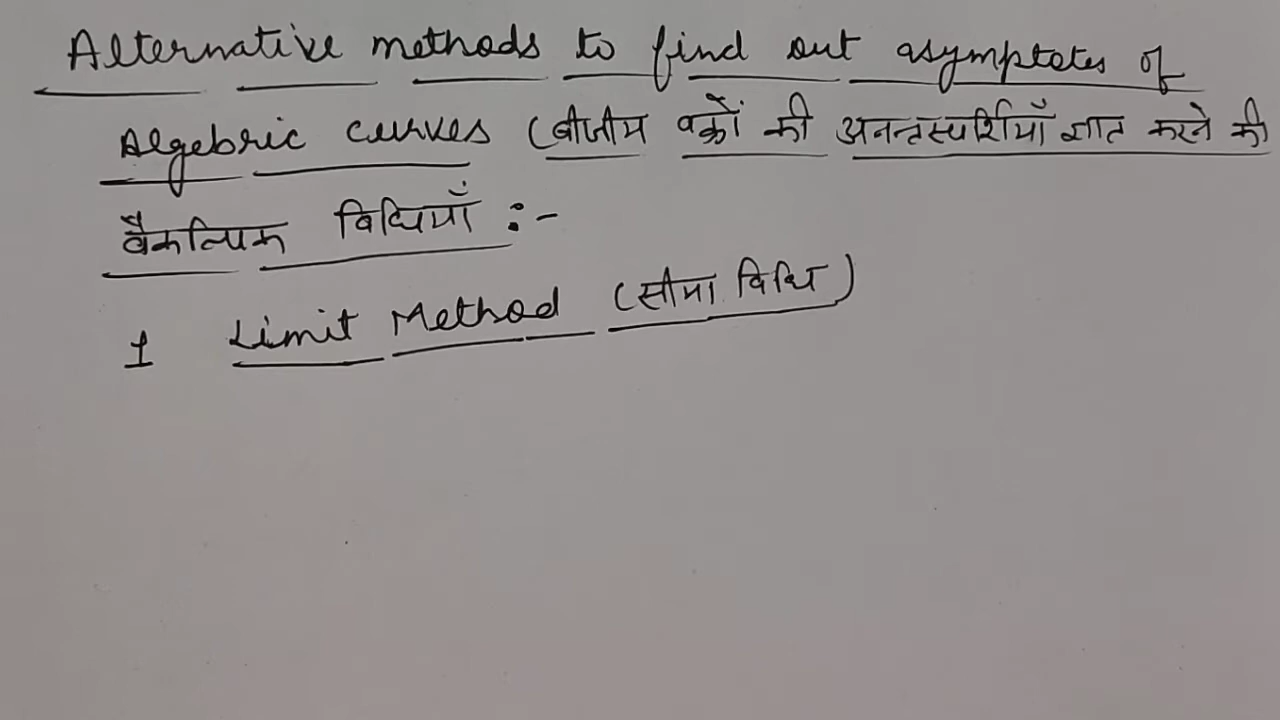 Alternative methods to find out asymptotes of
Algebric curves (बीजीय वक्रों की अनन्तस्पर्शियाँ ज्ञात करने की
वैकल्पिक विधियाँ :-
1 Limit Method (सीमा विधि)